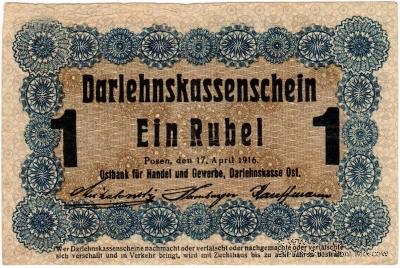 Darlehnskassenschein
1 Ein Rubel 1
Posen, den 17. April 1916.
Ostbank für Handel und Gewerbe, Darlehnskasse Ost.
Wer Darlehnskassenscheine nachmacht oder verfälscht oder nachgemachte oder verfälschte
sich verschafft und in Verkehr bringt, wird mit Zuchthaus bis zu acht Jahren bestraft.